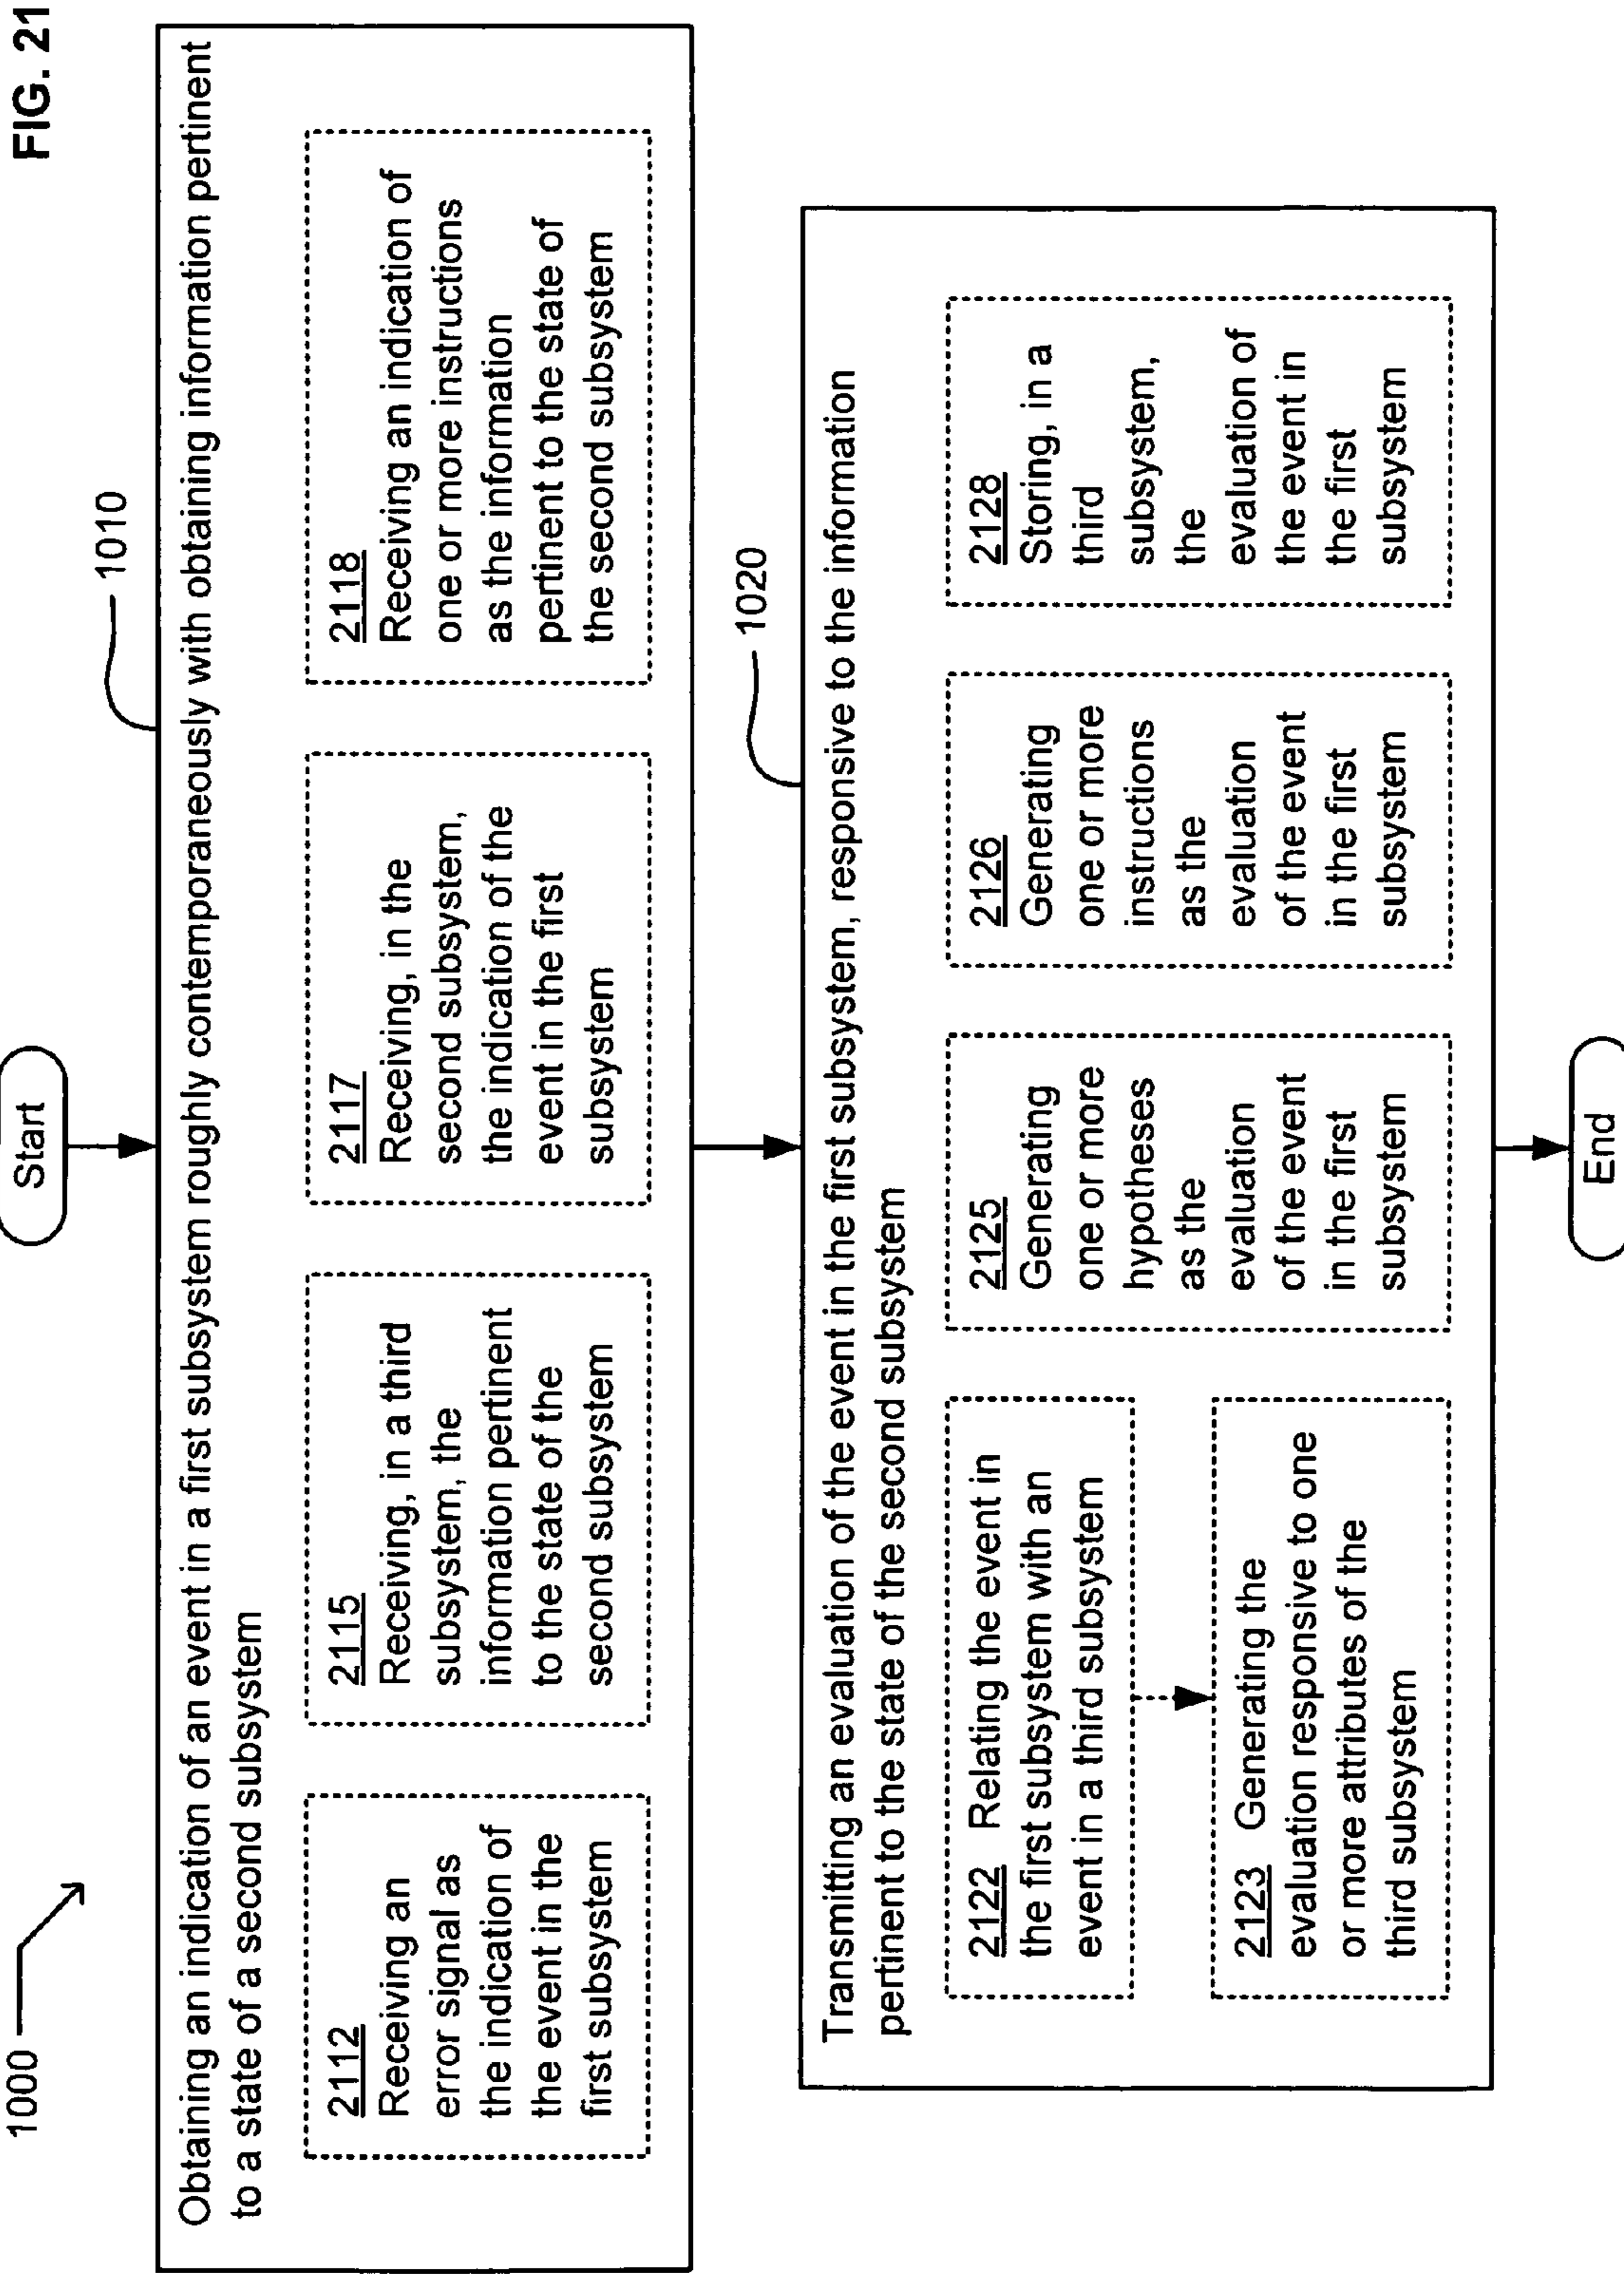 FIG. 21
1000
Start
1010
Obtaining an indication of an event in a first subsystem roughly contemporaneously with obtaining information pertinent
to a state of a second subsystem
2112
Receiving an
error signal as
the indication of
the event in the
first subsystem
2115
Receiving, in a third
subsystem, the
information pertinent
to the state of the
second subsystem
2117
Receiving, in the
second subsystem,
the indication of the
event in the first
subsystem
2118
Receiving an indication of
one or more instructions
as the information
pertinent to the state of
the second subsystem
1020
Transmitting an evaluation of the event in the first subsystem, responsive to the information
pertinent to the state of the second subsystem
2122 Relating the event in
the first subsystem with an
event in a third subsystem
2123 Generating the
evaluation responsive to one
or more attributes of the
third subsystem
2125
Generating
one or more
hypotheses
as the
evaluation
of the event
in the first
subsystem
2126
Generating
one or more
instructions
as the
evaluation
of the event
in the first
subsystem
2128
Storing, in a
third
subsystem,
the
evaluation of
the event in
the first
subsystem
End